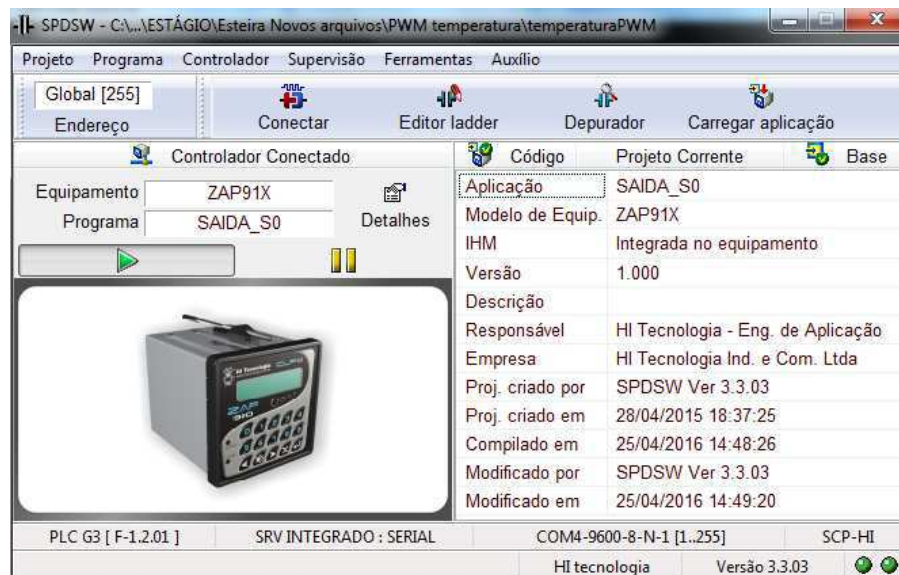 SPDSW - C:\...\ESTÁGIO\Esteira Novos arquivos\PWM temperatura\temperaturaPWM
Projeto Programa Controlador Supervisão Ferramentas Auxílio
Global [255]
Endereço Conectar Editor ladder Depurador Carregar aplicação
Controlador Conectado
Equipamento ZAP91X
Programa SAIDA_S0 Detalhes
Código Projeto Corrente Base
Aplicação SAIDA_S0
Modelo de Equip. ZAP91X
IHM Integrada no equipamento
Versão 1.000
Descrição
Responsável HI Tecnologia - Eng. de Aplicação
Empresa HI Tecnologia Ind. e Com. Ltda
Proj. criado por SPDSW Ver 3.3.03
Proj. criado em 28/04/2015 18:37:25
Compilado em 25/04/2016 14:48:26
Modificado por SPDSW Ver 3.3.03
Modificado em 25/04/2016 14:49:20
HI Tecnologia
ZAP
PLC G3 [ F-1.2.01 ] SRV INTEGRADO : SERIAL COM4-9600-8-N-1 [1..255] SCP-HI
HI tecnologia Versão 3.3.03